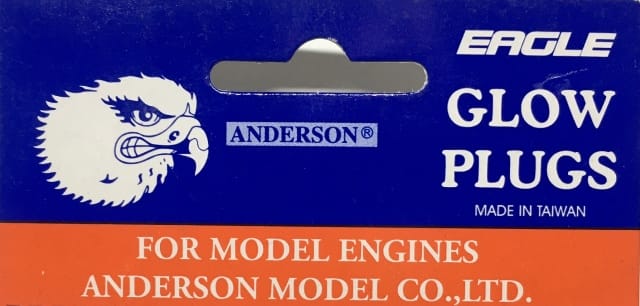 EAGLE
GLOW
PLUGS
MADE IN TAIWAN
ANDERSON®
FOR MODEL ENGINES
ANDERSON MODEL CO.,LTD.